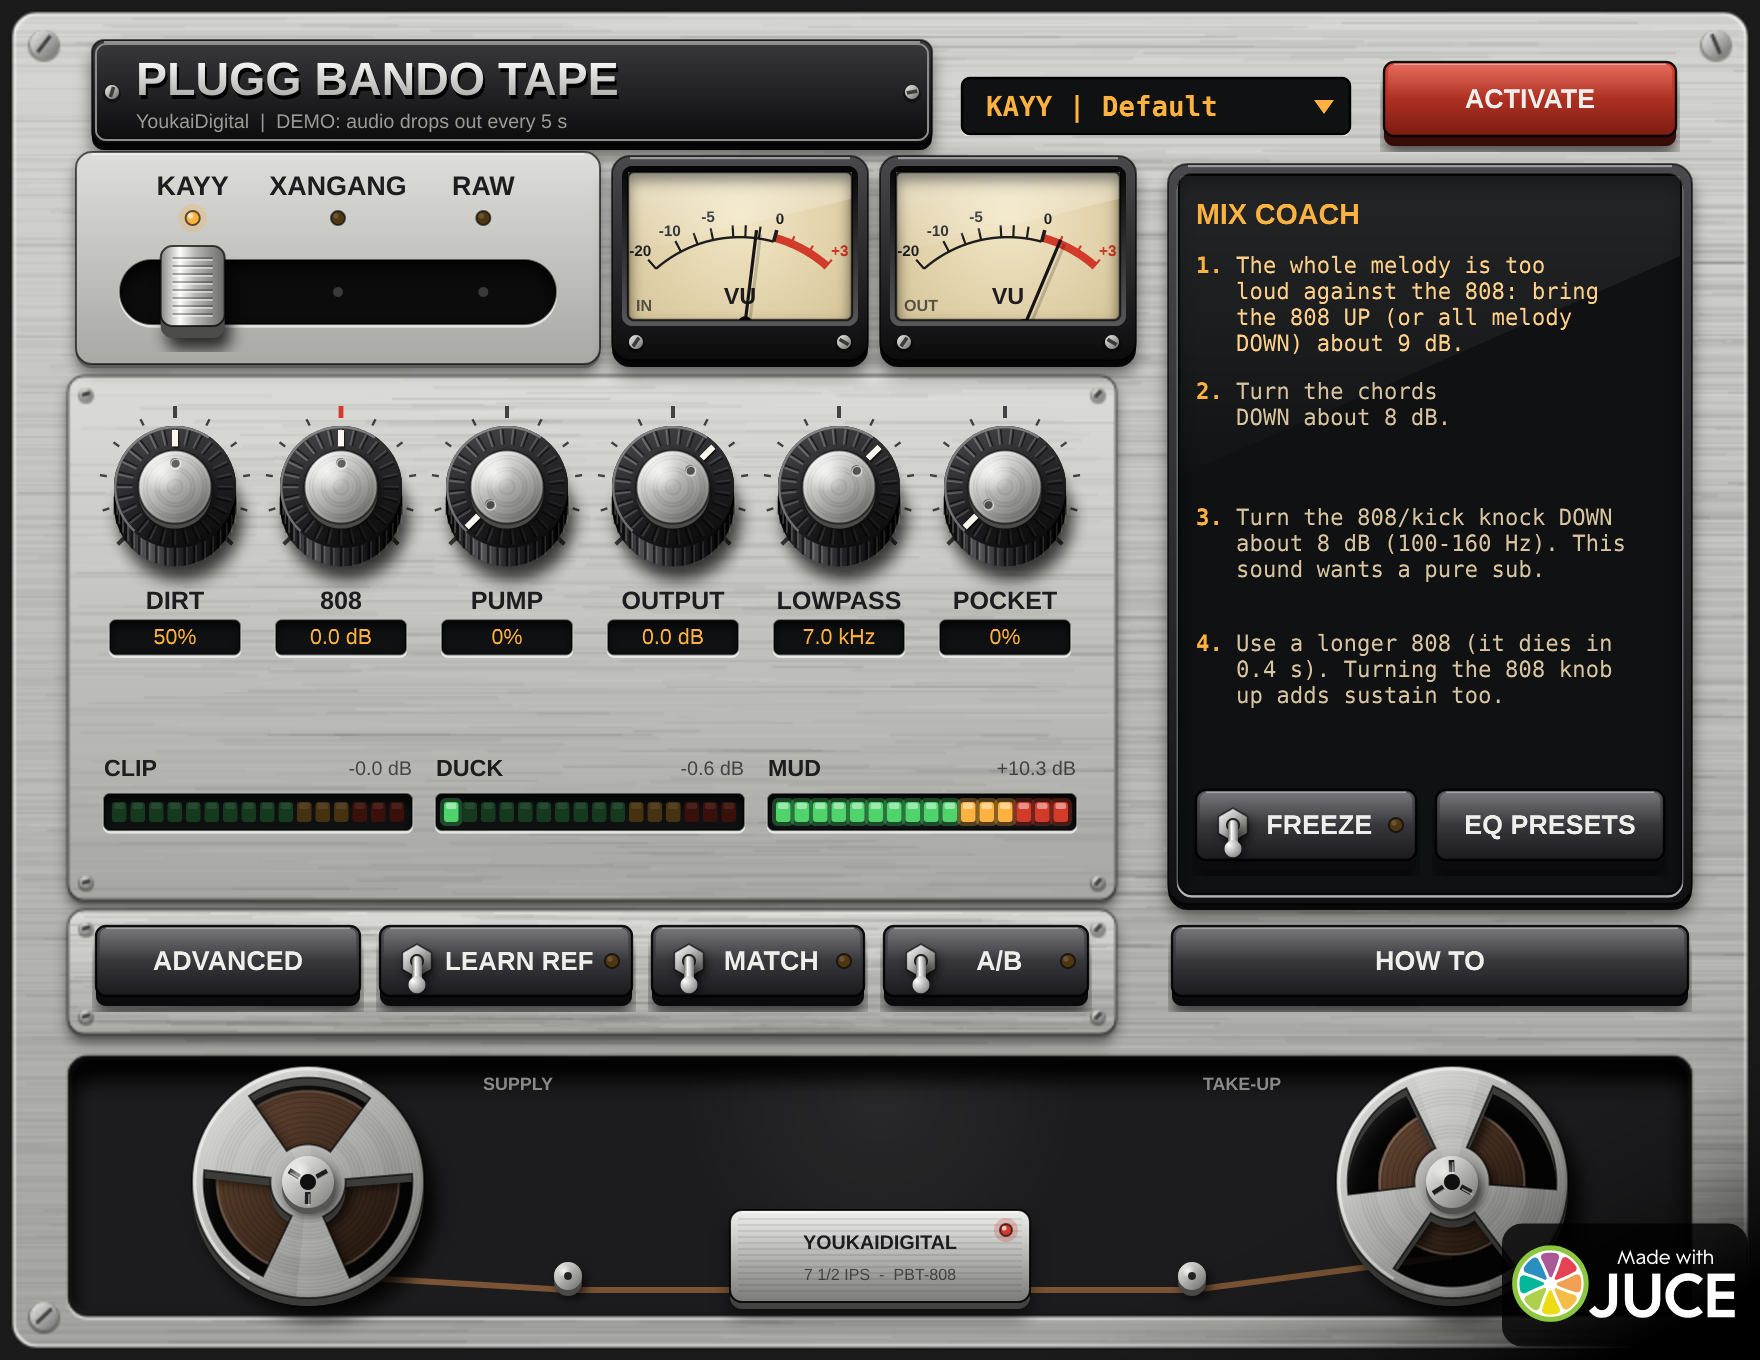 PLUGG BANDO TAPE
YoukaiDigital | DEMO: audio drops out every 5 s
KAYY | Default
ACTIVATE
KAYY XANGANG RAW
-20 -10 -5 0 +3
VU
IN
-20 -10 -5 0 +3
VU
OUT
MIX COACH
1. The whole melody is too
loud against the 808: bring
the 808 UP (or all melody
DOWN) about 9 dB.
2. Turn the chords
DOWN about 8 dB.
3. Turn the 808/kick knock DOWN
about 8 dB (100-160 Hz). This
sound wants a pure sub.
4. Use a longer 808 (it dies in
0.4 s). Turning the 808 knob
up adds sustain too.
FREEZE
EQ PRESETS
DIRT 808 PUMP OUTPUT LOWPASS POCKET
50% 0.0 dB 0% 0.0 dB 7.0 kHz 0%
CLIP -0.0 dB DUCK -0.6 dB MUD +10.3 dB
ADVANCED LEARN REF MATCH A/B
HOW TO
SUPPLY TAKE-UP
YOUKAIDIGITAL
7 1/2 IPS - PBT-808
Made with
JUCE